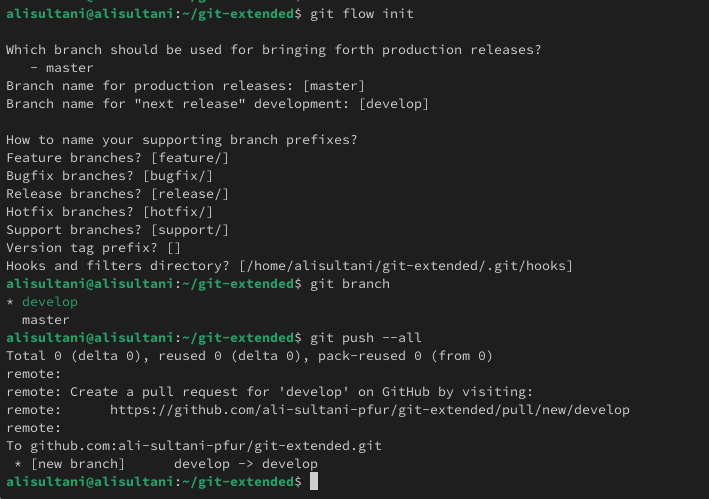 alisultani@alisultani:~/git-extended$ git flow init

Which branch should be used for bringing forth production releases?
   - master
Branch name for production releases: [master]
Branch name for "next release" development: [develop]

How to name your supporting branch prefixes?
Feature branches? [feature/]
Bugfix branches? [bugfix/]
Release branches? [release/]
Hotfix branches? [hotfix/]
Support branches? [support/]
Version tag prefix? []
Hooks and filters directory? [/home/alisultani/git-extended/.git/hooks]
alisultani@alisultani:~/git-extended$ git branch
* develop
  master
alisultani@alisultani:~/git-extended$ git push --all
Total 0 (delta 0), reused 0 (delta 0), pack-reused 0 (from 0)
remote:
remote: Create a pull request for 'develop' on GitHub by visiting:
remote:      https://github.com/ali-sultani-pfur/git-extended/pull/new/develop
remote:
To github.com:ali-sultani-pfur/git-extended.git
 * [new branch]      develop -> develop
alisultani@alisultani:~/git-extended$